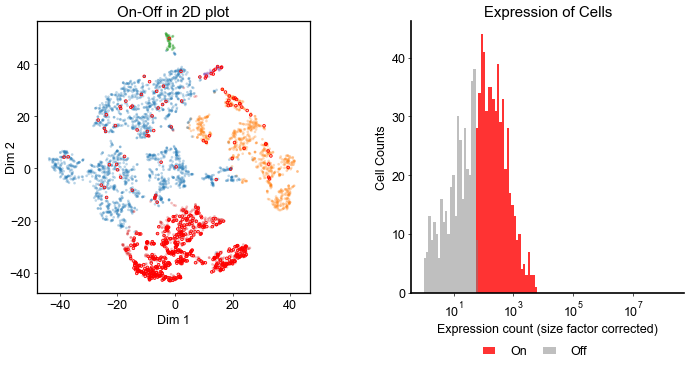 On-Off in 2D plot
Expression of Cells
40
20
0
−20
−40
Dim 2
−40 −20 0 20 40
Dim 1
40
30
20
10
0
Cell Counts
10^1 10^3 10^5 10^7
Expression count (size factor corrected)
On Off